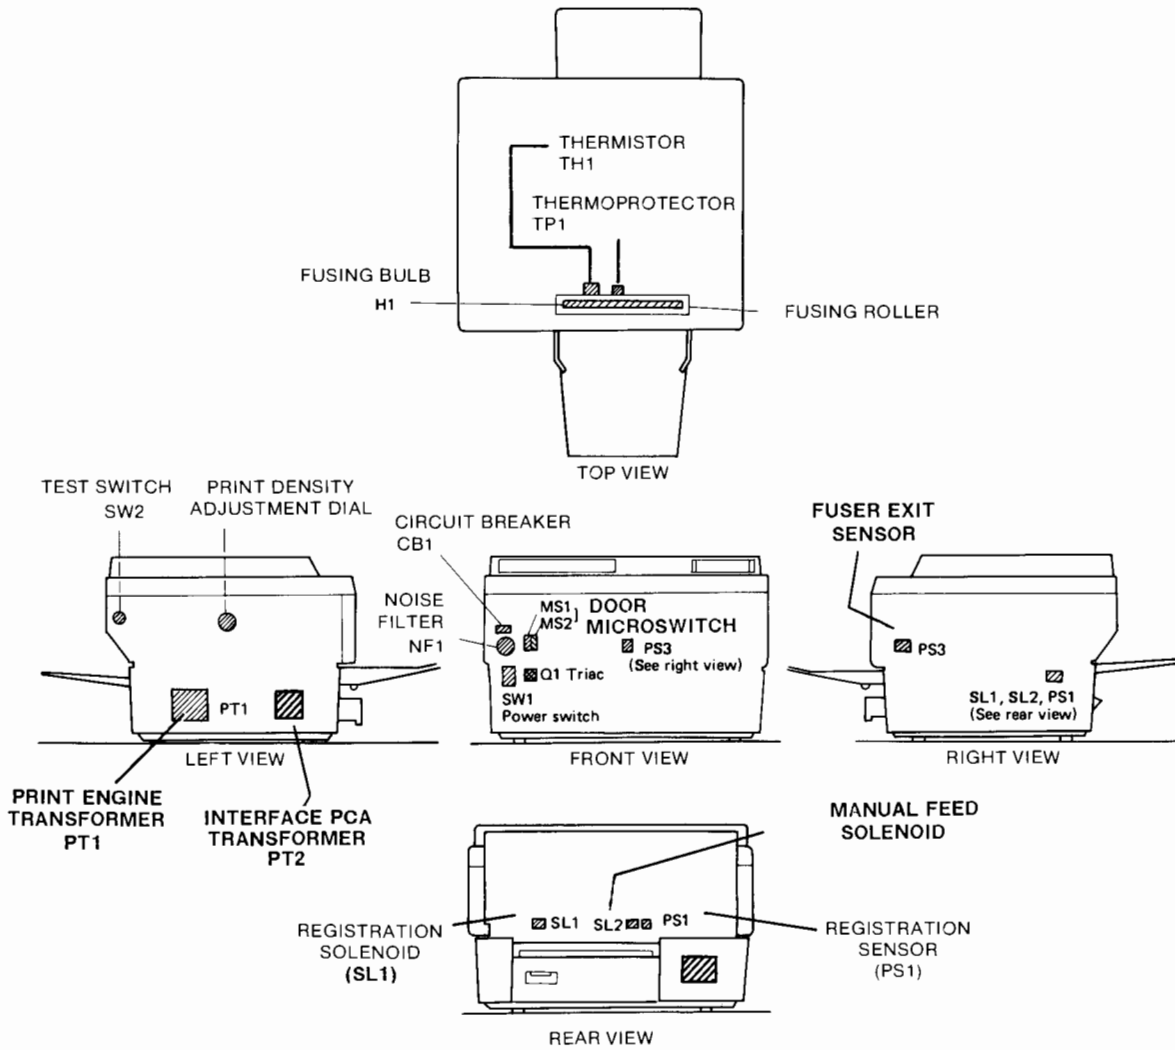 THERMISTOR
TH1
THERMOPROTECTOR
TP1
FUSING BULB
H1
FUSING ROLLER
TOP VIEW
TEST SWITCH
SW2
PRINT DENSITY
ADJUSTMENT DIAL
PT1
LEFT VIEW
PRINT ENGINE
TRANSFORMER
PT1
INTERFACE PCA
TRANSFORMER
PT2
CIRCUIT BREAKER
CB1
NOISE
FILTER
NF1
MS1
MS2
DOOR
MICROSWITCH
PS3
(See right view)
Q1 Triac
SW1
Power switch
FRONT VIEW
FUSER EXIT
SENSOR
PS3
SL1, SL2, PS1
(See rear view)
RIGHT VIEW
MANUAL FEED
SOLENOID
REGISTRATION
SOLENOID
(SL1)
SL1
SL2
PS1
REGISTRATION
SENSOR
(PS1)
REAR VIEW